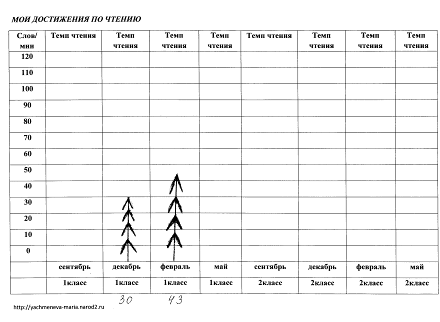 МОИ ДОСТИЖЕНИЯ ПО ЧТЕНИЮ
Слов/мин Темп чтения Темп чтения Темп чтения Темп чтения Темп чтения Темп чтения Темп чтения Темп чтения
120
110
100
90
80
70
60
50
40
30
20
10
0
сентябрь декабрь февраль май сентябрь декабрь февраль май
1класс 1класс 1класс 1класс 2класс 2класс 2класс 2класс
30 43
http://yachmeneva-maria.narod2.ru